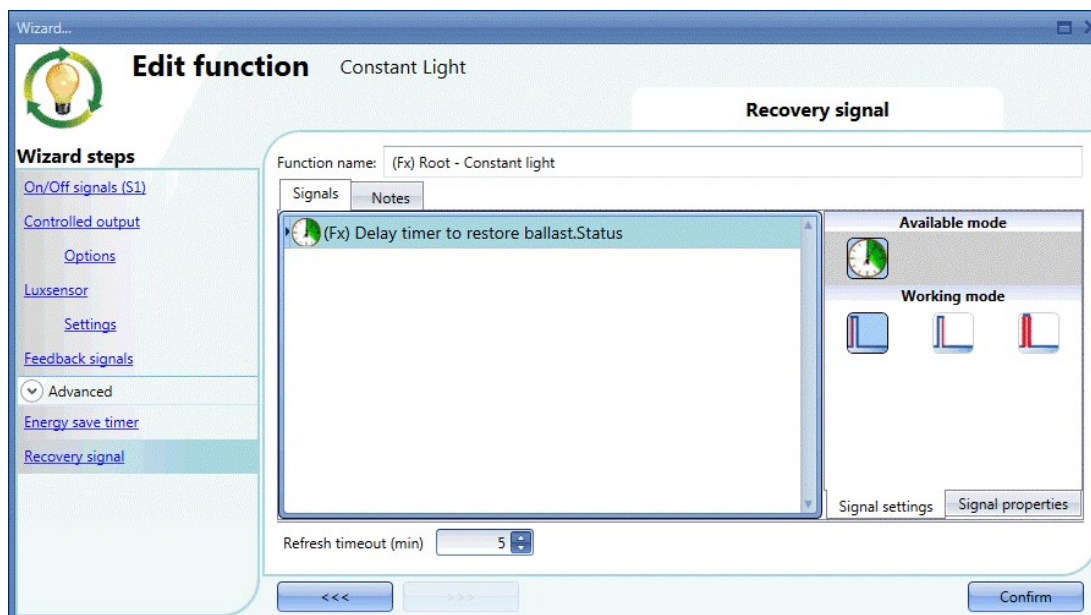 Wizard...
Edit function Constant Light
Recovery signal
Wizard steps
On/Off signals (S1)
Controlled output
Options
Luxsensor
Settings
Feedback signals
Advanced
Energy save timer
Recovery signal
Function name: (Fx) Root - Constant light
Signals Notes
(Fx) Delay timer to restore ballast.Status
Available mode
Working mode
Signal settings Signal properties
Refresh timeout (min) 5
<<< >>> Confirm